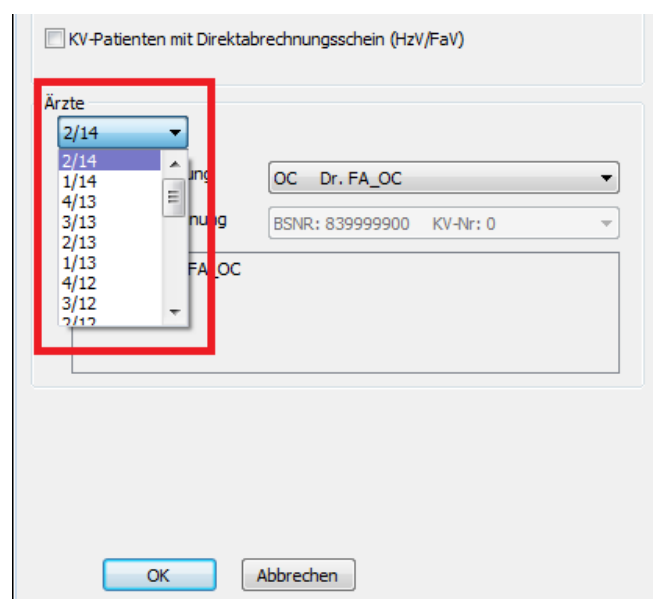 KV-Patienten mit Direktabrechnungsschein (HzV/FaV)
Ärzte
2/14
2/14
1/14
4/13
3/13
2/13
1/13
4/12
3/12
2/12
ung
OC Dr. FA_OC
nung
BSNR: 839999900 KV-Nr: 0
FA_OC
OK
Abbrechen